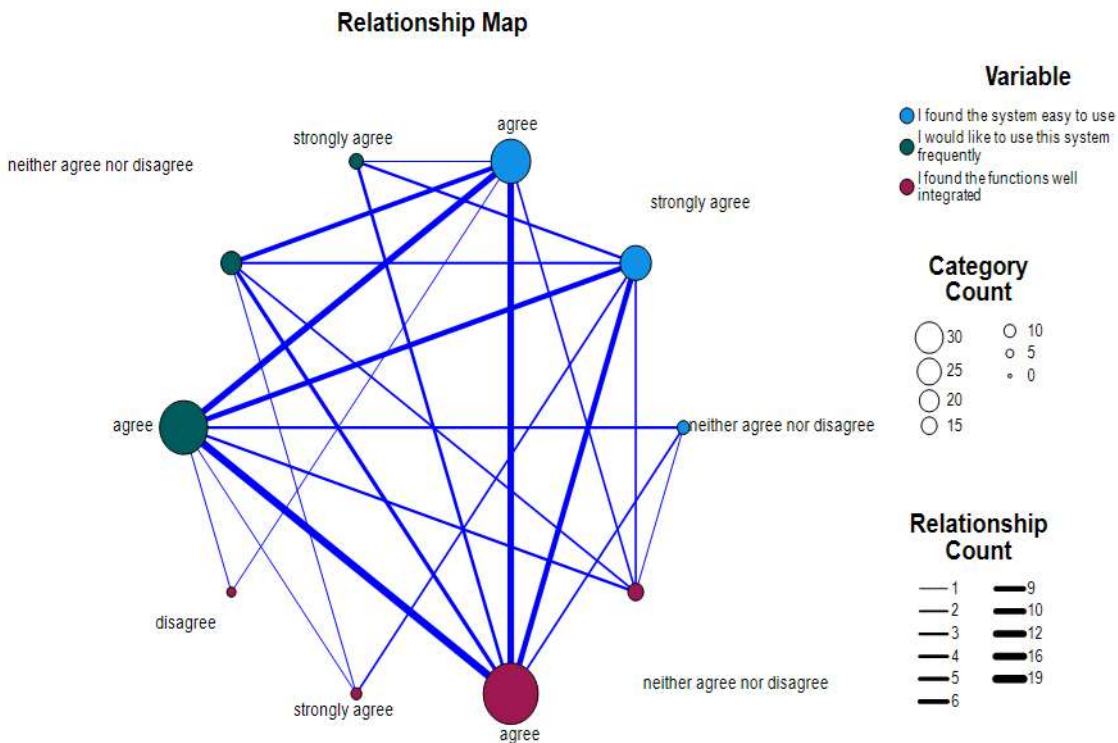 Relationship Map
Variable
I found the system easy to use
I would like to use this system
frequently
I found the functions well
integrated
agree
strongly agree
neither agree nor disagree
strongly agree
agree
neither agree nor disagree
disagree
strongly agree
agree
neither agree nor disagree
Category
Count
30
25
20
15
10
5
0
Relationship
Count
1
2
3
4
5
6
9
10
12
16
19